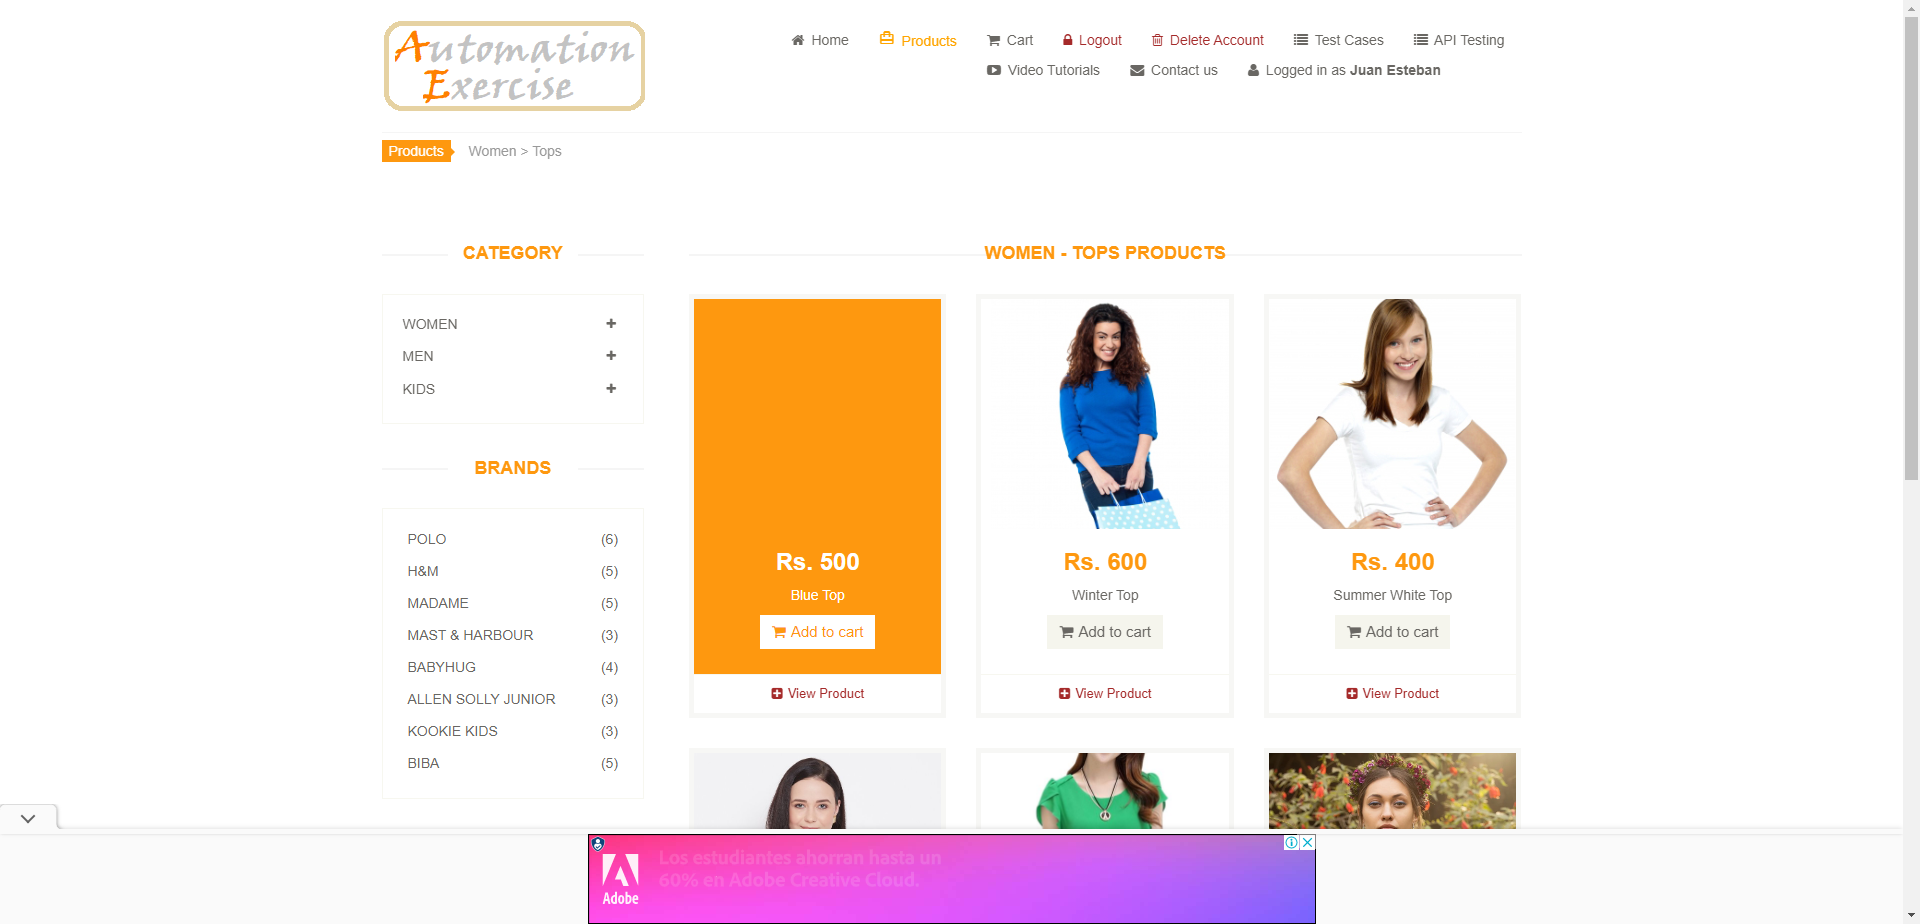 Automation
Exercise
Home
Products
Cart
Logout
Delete Account
Test Cases
API Testing
Video Tutorials
Contact us
Logged in as Juan Esteban
Products
Women > Tops
CATEGORY
WOMEN
MEN
KIDS
BRANDS
POLO (6)
H&M (5)
MADAME (5)
MAST & HARBOUR (3)
BABYHUG (4)
ALLEN SOLLY JUNIOR (3)
KOOKIE KIDS (3)
BIBA (5)
WOMEN - TOPS PRODUCTS
Rs. 500
Blue Top
Add to cart
View Product
Rs. 600
Winter Top
Add to cart
View Product
Rs. 400
Summer White Top
Add to cart
View Product
Adobe
Los estudiantes ahorran hasta un
60% en Adobe Creative Cloud.